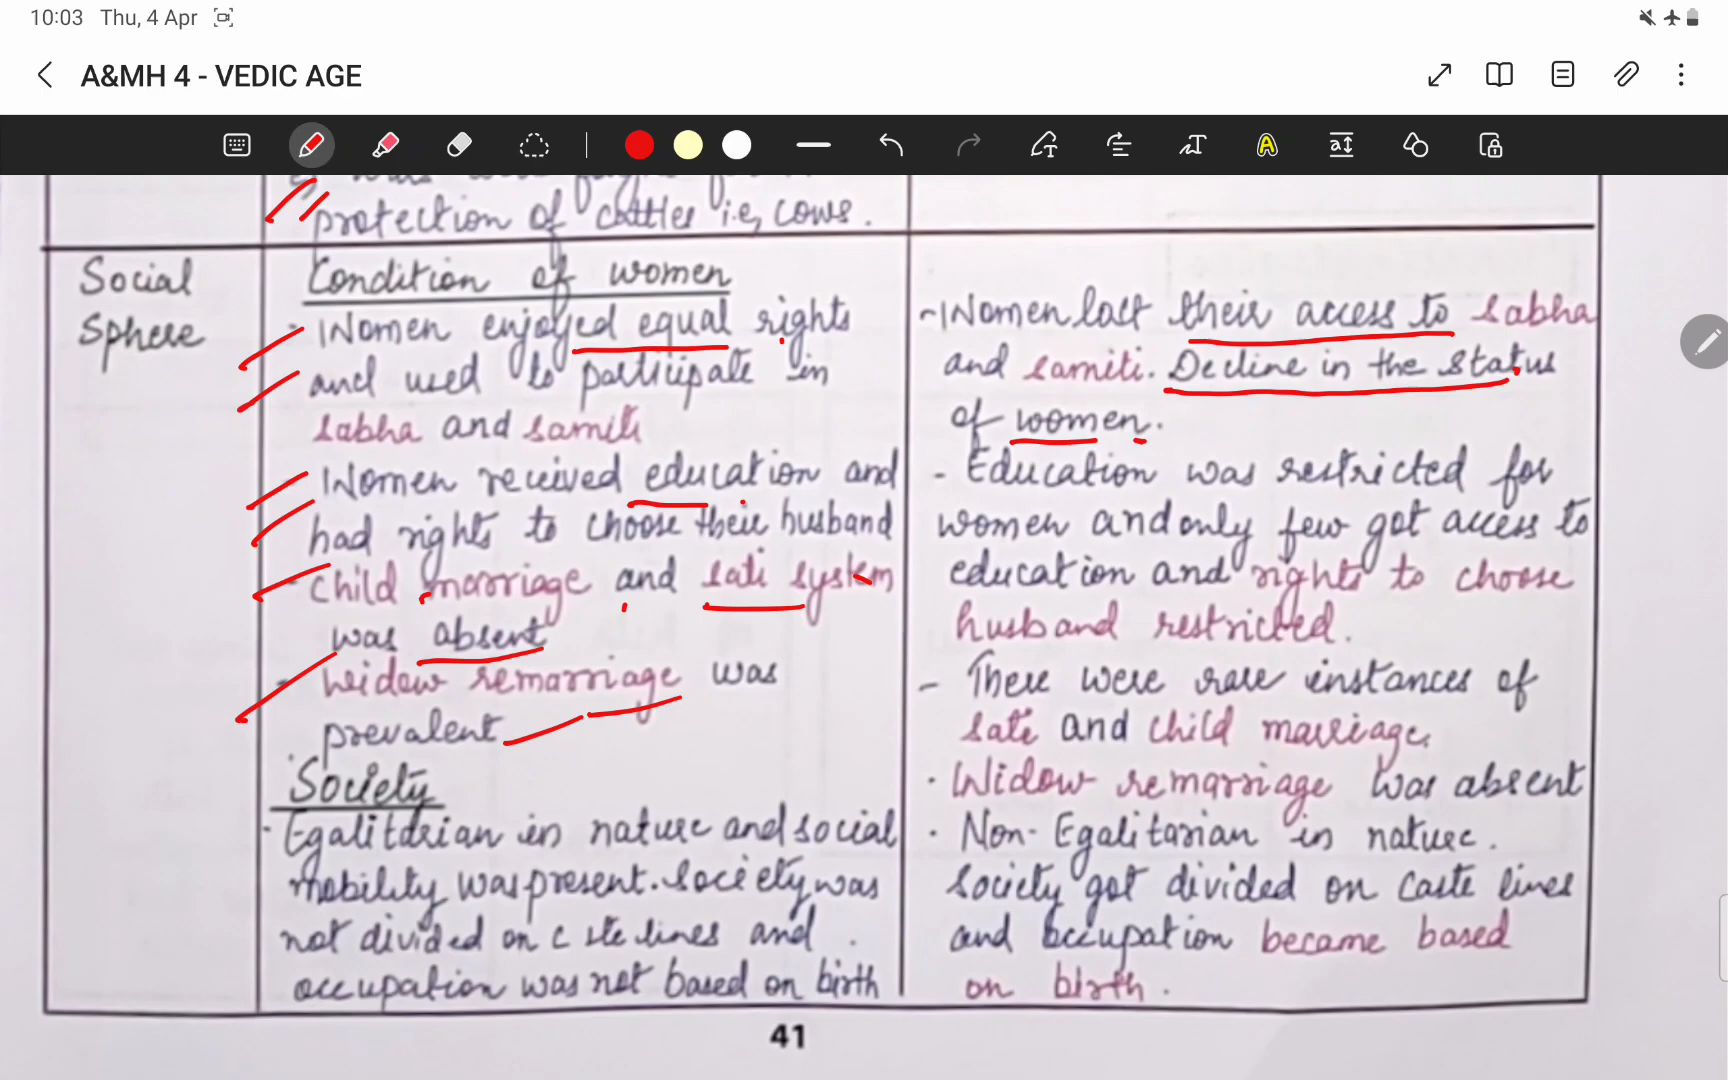 10:03 Thu, 4 Apr
A&MH 4 - VEDIC AGE
protection of cattles i.e, cows.
Social
Sphere
Condition of women
- Women enjoyed equal rights
and used to participate in
sabha and samiti
- Women received education and
had rights to choose their husband
- child marriage and sati system
was absent
- Widow remarriage was
prevalent
Society
- Egalitarian in nature and social
mobility was present. Society was
not divided on c ste lines and
occupation was not based on birth
- Women lost their access to sabha
and samiti. Decline in the status
of women.
- Education was restricted for
women and only few got access to
education and rights to choose
husband restricted.
- There were rare instances of
sate and child marriage.
- Widow remarriage was absent
- Non-Egalitarian in nature.
Society got divided on caste lines
and occupation became based
on birth.
41